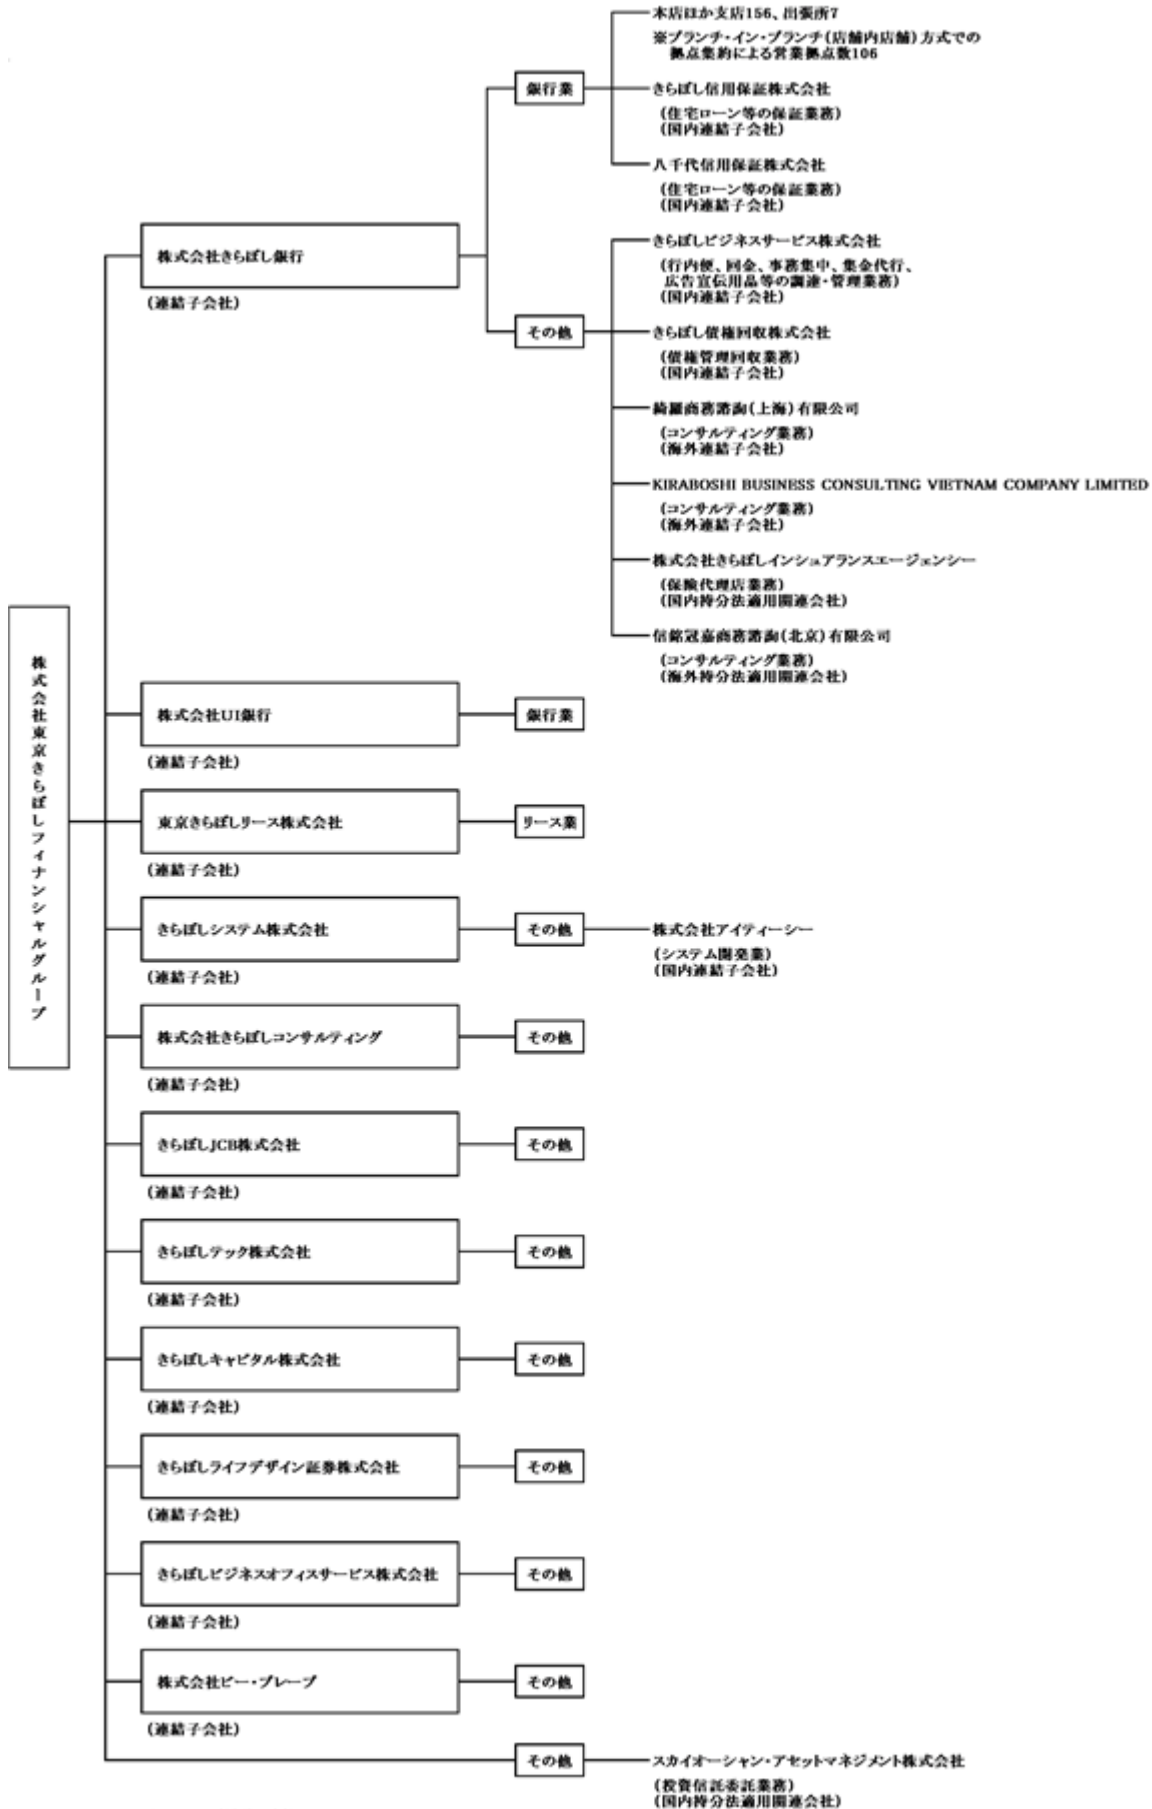 本店ほか支店156、出張所7
※ブランチ・イン・ブランチ(店舗内店舗)方式での
拠点集約による営業拠点数106
銀行業
きらぼし信用保証株式会社
(住宅ローン等の保証業務)
(国内連結子会社)
八千代信用保証株式会社
(住宅ローン等の保証業務)
(国内連結子会社)
株式会社きらぼし銀行
(連結子会社)
きらぼしビジネスサービス株式会社
(行内便、回金、事務集中、集金代行、
広告宣伝用品等の調達・管理業務)
(国内連結子会社)
その他
きらぼし債権回収株式会社
(債権管理回収業務)
(国内連結子会社)
綺羅商務諮詢(上海)有限公司
(コンサルティング業務)
(海外連結子会社)
KIRABOSHI BUSINESS CONSULTING VIETNAM COMPANY LIMITED
(コンサルティング業務)
(海外連結子会社)
株式会社きらぼしインシュアランスエージェンシー
(保険代理店業務)
(国内持分法適用関連会社)
信銘冠嘉商務諮詢(北京)有限公司
(コンサルティング業務)
(海外持分法適用関連会社)
株式会社東京きらぼしフィナンシャルグループ
株式会社UI銀行
(連結子会社)
銀行業
東京きらぼしリース株式会社
(連結子会社)
リース業
きらぼしシステム株式会社
(連結子会社)
その他
株式会社アイティーシー
(システム開発業)
(国内連結子会社)
株式会社きらぼしコンサルティング
(連結子会社)
その他
きらぼしJCB株式会社
(連結子会社)
その他
きらぼしテック株式会社
(連結子会社)
その他
きらぼしキャピタル株式会社
(連結子会社)
その他
きらぼしライフデザイン証券株式会社
(連結子会社)
その他
きらぼしビジネスオフィスサービス株式会社
(連結子会社)
その他
株式会社ビー・ブレーブ
(連結子会社)
その他
その他
スカイオーシャン・アセットマネジメント株式会社
(投資信託委託業務)
(国内持分法適用関連会社)